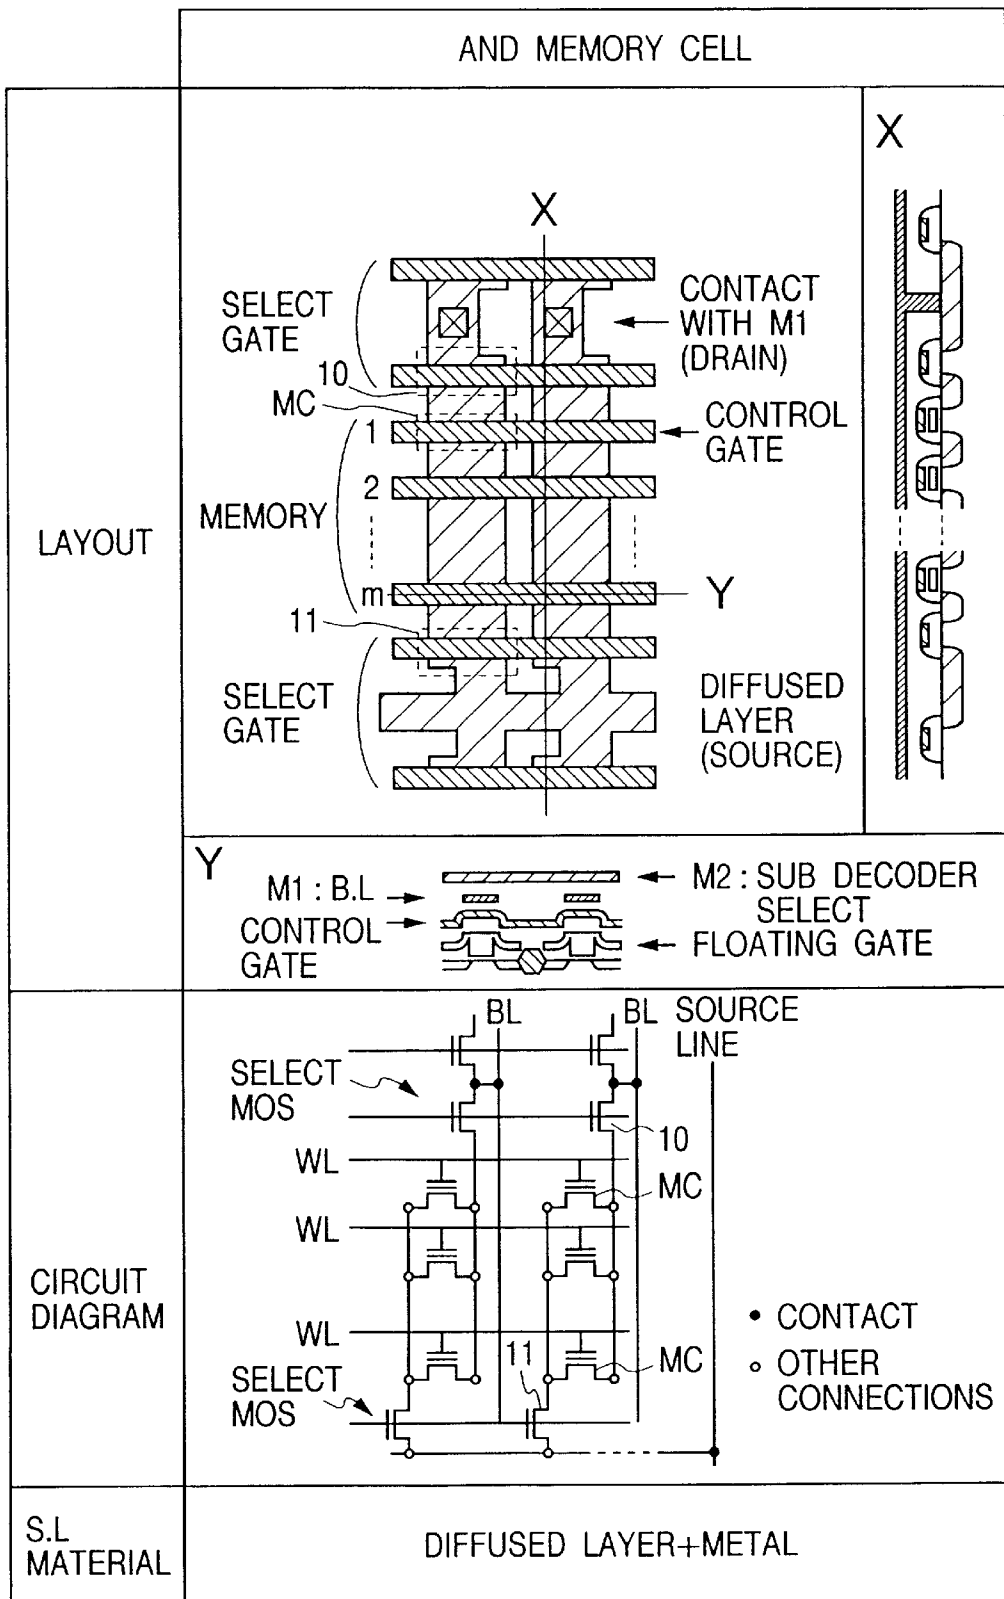 AND MEMORY CELL
LAYOUT
X
SELECT
GATE
CONTACT
WITH M1
(DRAIN)
10
MC
1
CONTROL
GATE
2
MEMORY
m
Y
11
SELECT
GATE
DIFFUSED
LAYER
(SOURCE)
X
Y
M1 : B.L
CONTROL
GATE
M2 : SUB DECODER
SELECT
FLOATING GATE
CIRCUIT
DIAGRAM
BL
BL
SOURCE
LINE
SELECT
MOS
10
WL
MC
WL
WL
11
MC
SELECT
MOS
CONTACT
OTHER
CONNECTIONS
S.L
MATERIAL
DIFFUSED LAYER+METAL